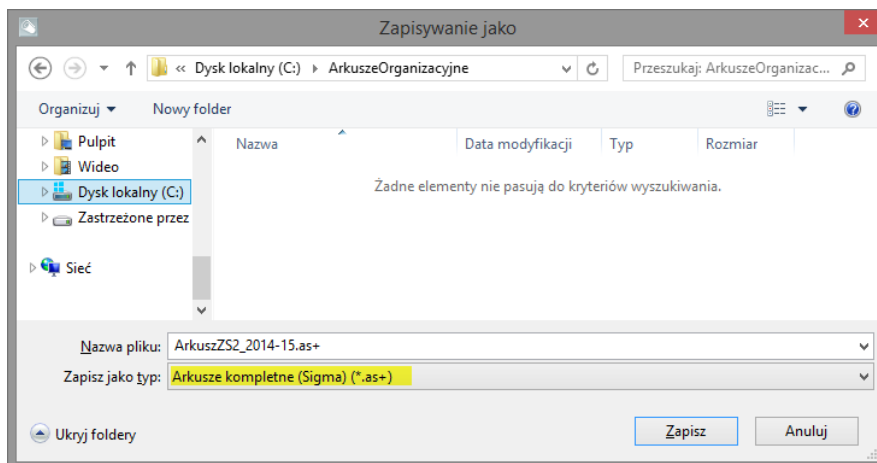 Zapisywanie jako
« Dysk lokalny (C:) ArkuszeOrganizacyjne Przeszukaj: ArkuszeOrganizac...
Organizuj Nowy folder
Pulpit
Wideo
Dysk lokalny (C:)
Zastrzeżone przez
Sieć
Nazwa Data modyfikacji Typ Rozmiar
Żadne elementy nie pasują do kryteriów wyszukiwania.
Nazwa pliku: ArkuszZS2_2014-15.as+
Zapisz jako typ: Arkusze kompletne (Sigma) (*.as+)
Ukryj foldery Zapisz Anuluj